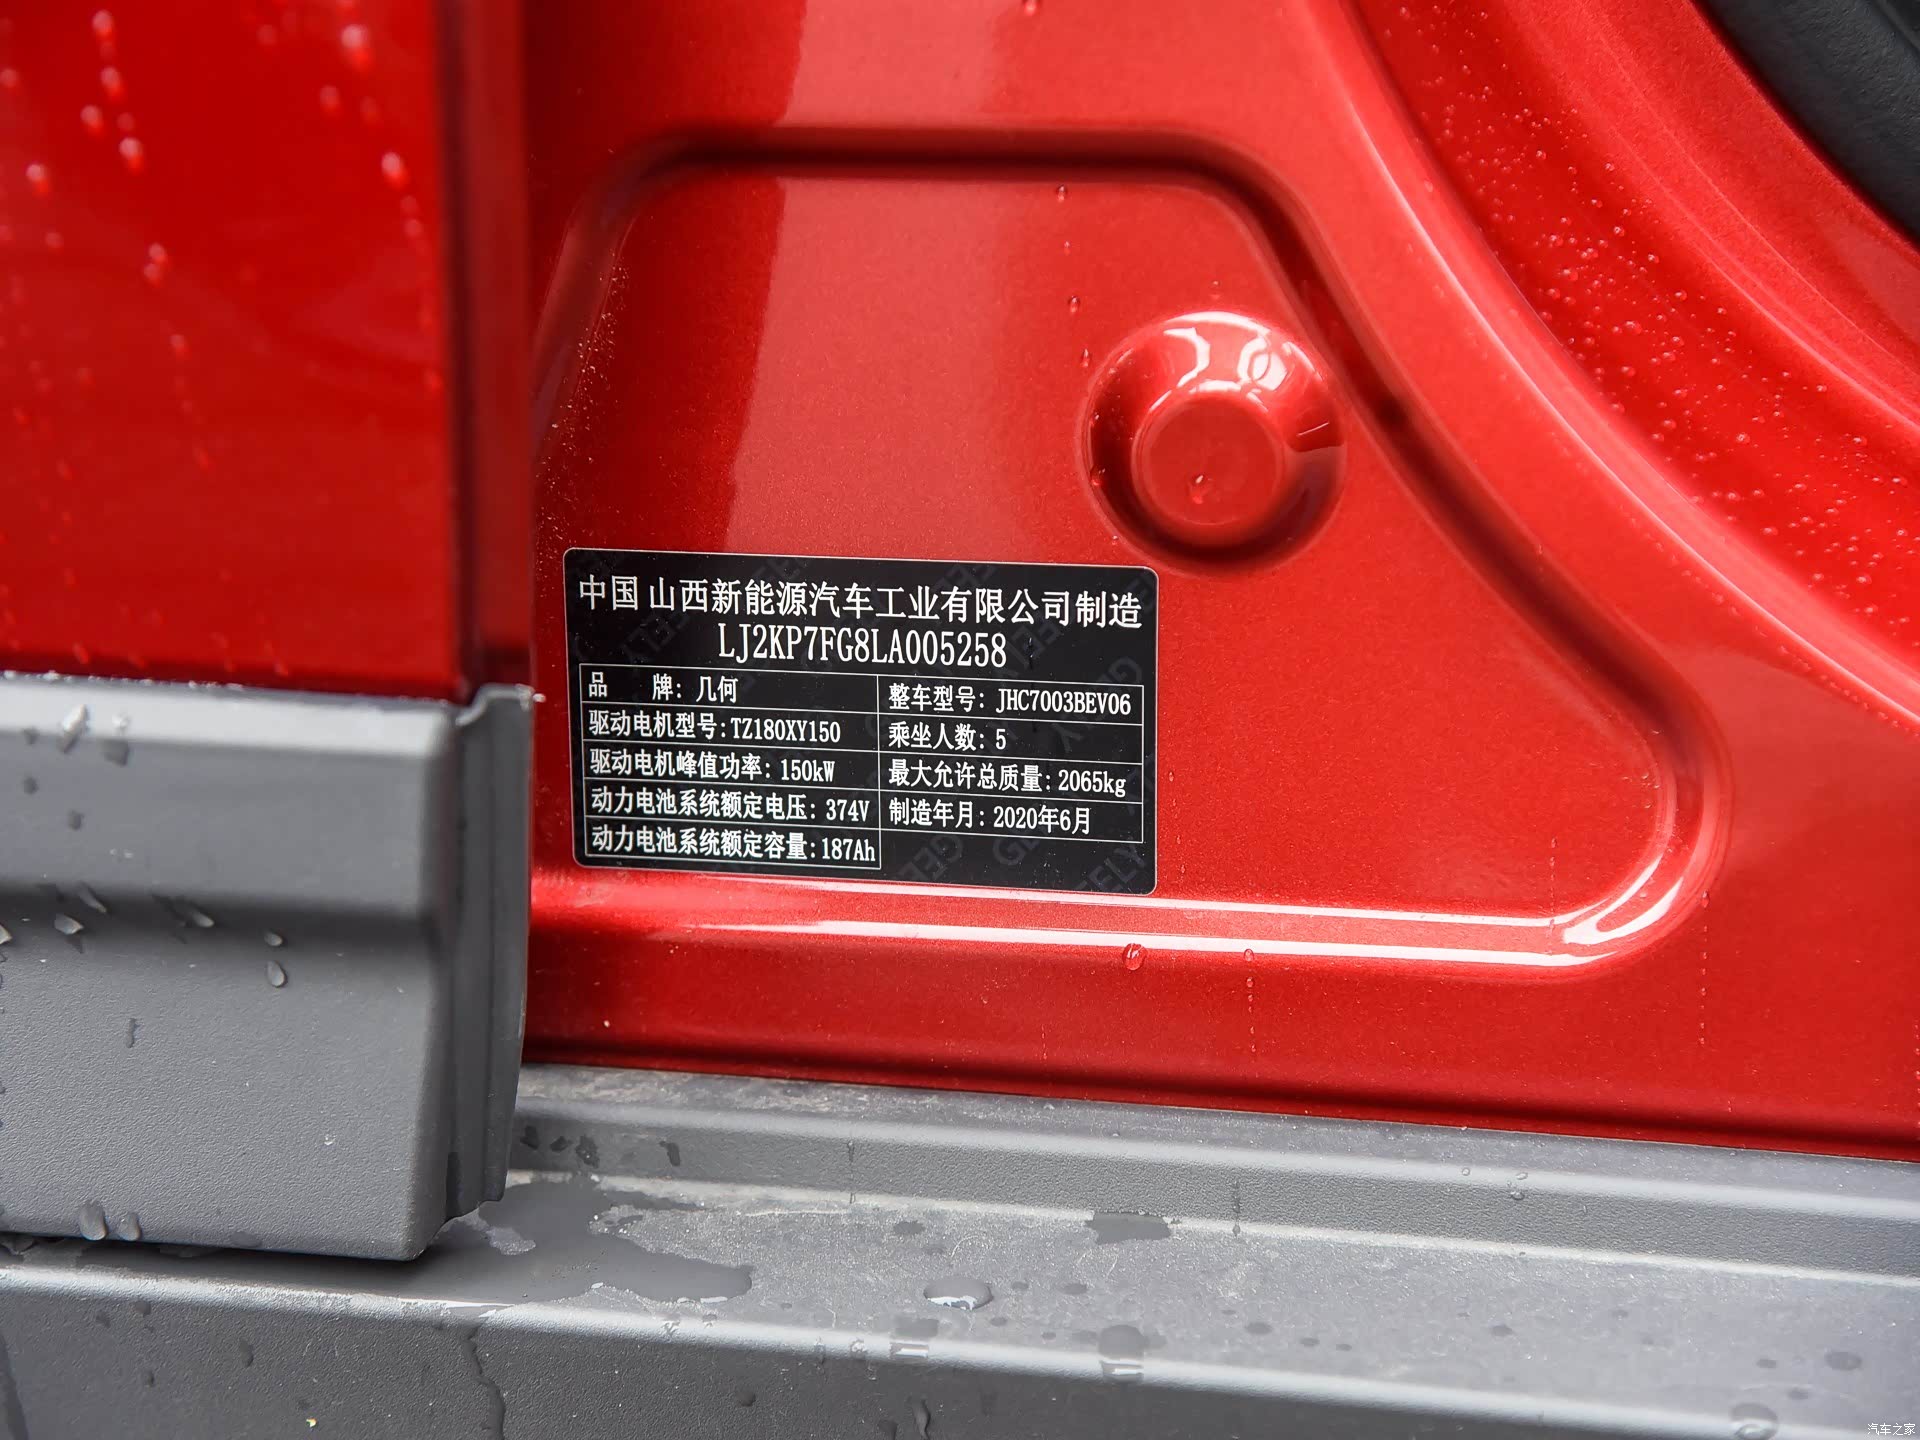 中国 山西新能源汽车工业有限公司制造
LJ2KP7FG8LA005258
品 牌: 几何
整车型号: JHC7003BEV06
驱动电机型号: TZ180XY150
乘坐人数: 5
驱动电机峰值功率: 150kW
最大允许总质量: 2065kg
动力电池系统额定电压: 374V
制造年月: 2020年6月
动力电池系统额定容量: 187Ah
汽车之家